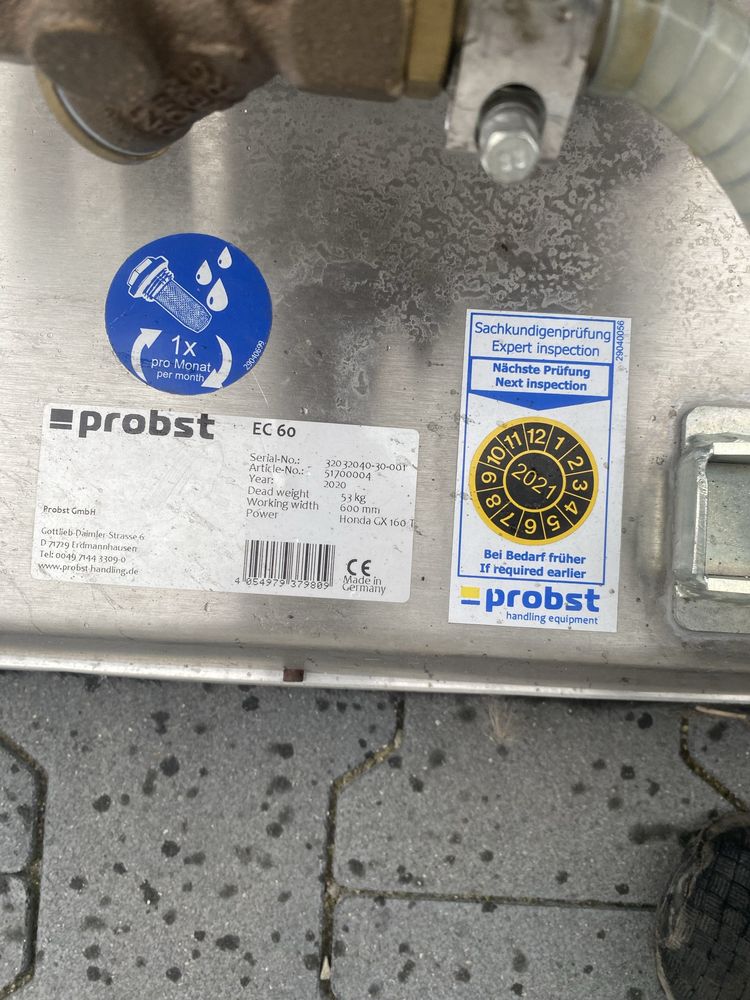 1x
pro Monat
per month
29040699
probst EC 60
Serial-No.: 32032040-30-001
Article-No.: 51700004
Year: 2020
Dead weight 53 kg
Working width 600 mm
Power Honda GX 160 T
Probst GmbH
Gottlieb-Daimler-Strasse 6
D 71729 Erdmannhausen
Tel: 0049 7144 3309-0
www.probst-handling.de
4 054979 379809
CE
Made in
Germany
Sachkundigenprüfung
Expert inspection
29040056
Nächste Prüfung
Next inspection
12 1 2 3 4 5 6 7 8 9 10 11
2021
Bei Bedarf früher
If required earlier
probst
handling equipment